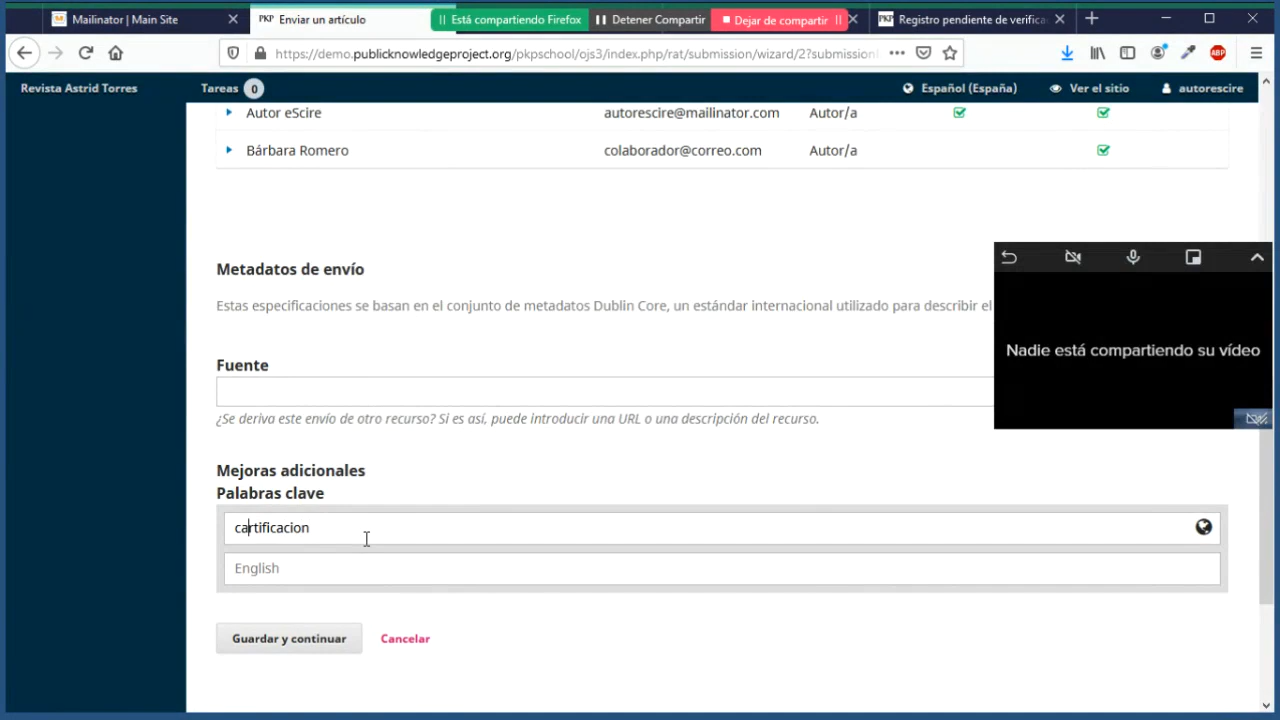 Mailinator | Main Site
Enviar un artículo
Está compartiendo Firefox
Detener Compartir
Dejar de compartir
Registro pendiente de verifica
https://demo.publicknowledgeproject.org/pkpschool/ojs3/index.php/rat/submission/wizard/2?submission
Revista Astrid Torres
Tareas 0
Español (España)
Ver el sitio
autorescire
Autor eScire autorescire@mailinator.com Autor/a
Bárbara Romero colaborador@correo.com Autor/a
Metadatos de envío
Estas especificaciones se basan en el conjunto de metadatos Dublin Core, un estándar internacional utilizado para describir el
Nadie está compartiendo su vídeo
Fuente
¿Se deriva este envío de otro recurso? Si es así, puede introducir una URL o una descripción del recurso.
Mejoras adicionales
Palabras clave
cartificacion
English
Guardar y continuar
Cancelar